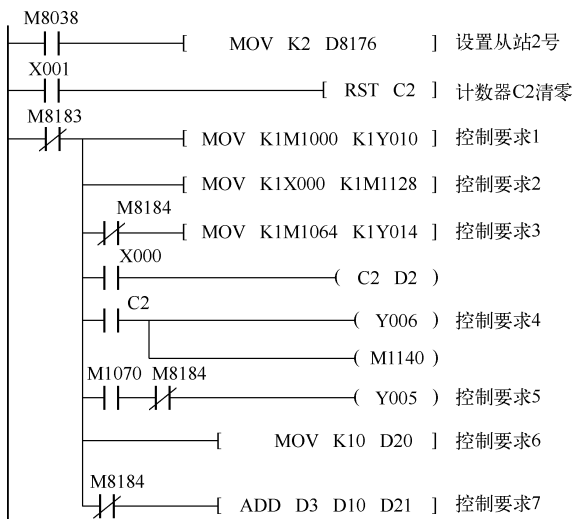 M8038
[ MOV K2 D8176 ] 设置从站2号
X001
[ RST C2 ] 计数器C2清零
M8183
[ MOV K1M1000 K1Y010 ] 控制要求1
[ MOV K1X000 K1M1128 ] 控制要求2
M8184
[ MOV K1M1064 K1Y014 ] 控制要求3
X000
( C2 D2 )
C2
( Y006 ) 控制要求4
( M1140 )
M1070 M8184
( Y005 ) 控制要求5
[ MOV K10 D20 ] 控制要求6
M8184
[ ADD D3 D10 D21 ] 控制要求7